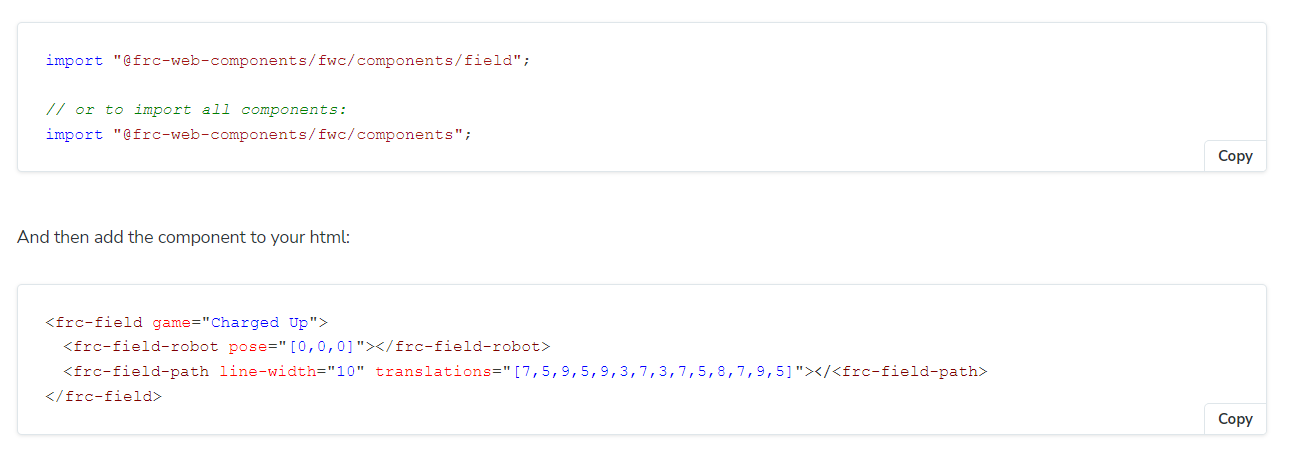 import "@frc-web-components/fwc/components/field";
// or to import all components:
import "@frc-web-components/fwc/components";
Copy
And then add the component to your html:
<frc-field game="Charged Up">
<frc-field-robot pose="[0,0,0]"></frc-field-robot>
<frc-field-path line-width="10" translations="[7,5,9,5,9,3,7,3,7,5,8,7,9,5]"></<frc-field-path>
</frc-field>
Copy